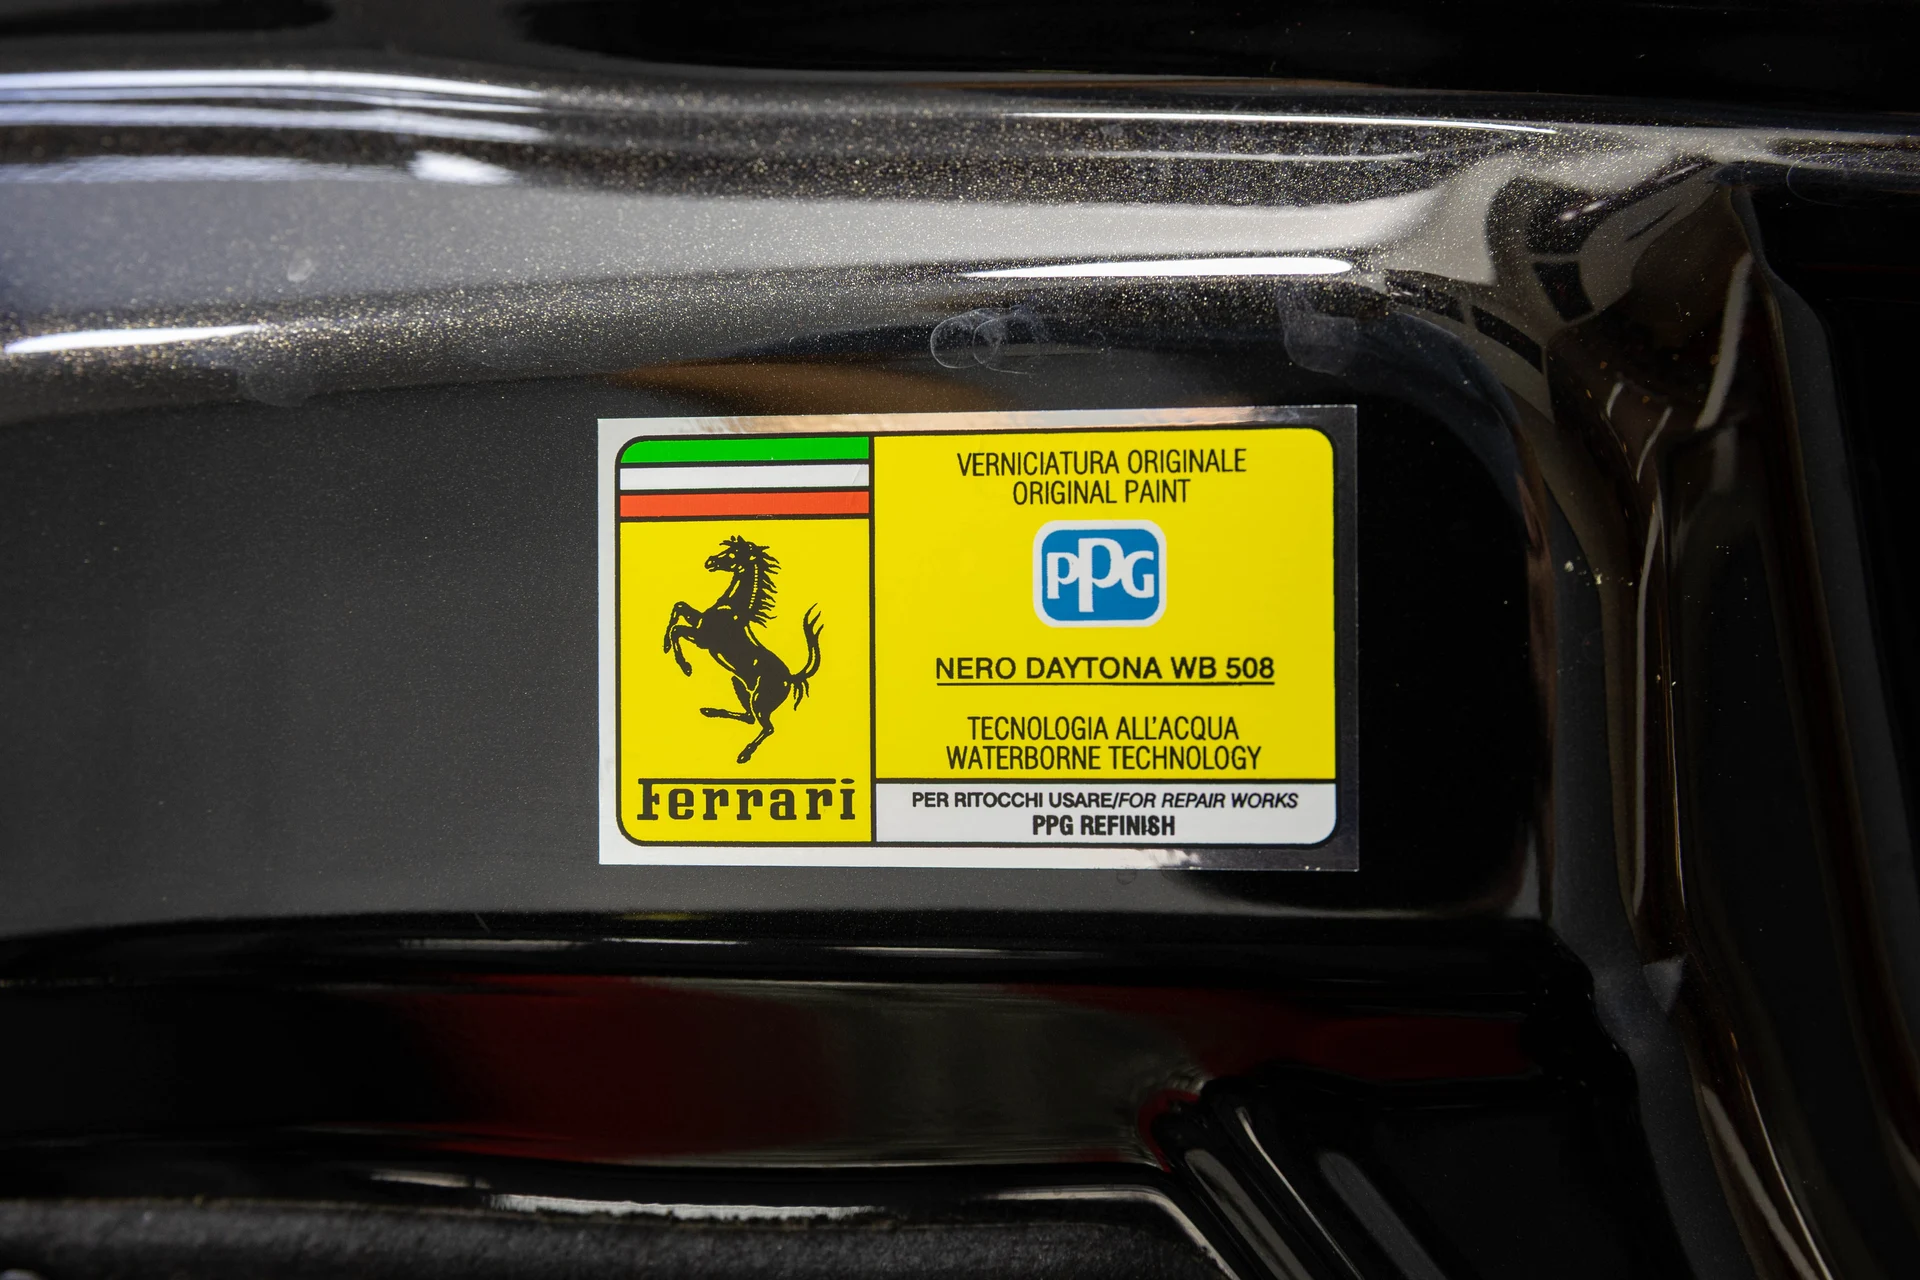 VERNICIATURA ORIGINALE
ORIGINAL PAINT
PPG
NERO DAYTONA WB 508
TECNOLOGIA ALL'ACQUA
WATERBORNE TECHNOLOGY
Ferrari
PER RITOCCHI USARE/FOR REPAIR WORKS
PPG REFINISH